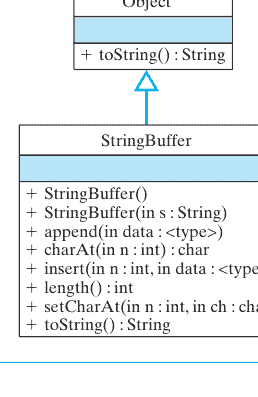 Object
+ toString() : String
StringBuffer
+ StringBuffer()
+ StringBuffer(in s : String)
+ append(in data : <type>)
+ charAt(in n : int) : char
+ insert(in n : int, in data : <type
+ length() : int
+ setCharAt(in n : int, in ch : cha
+ toString() : String